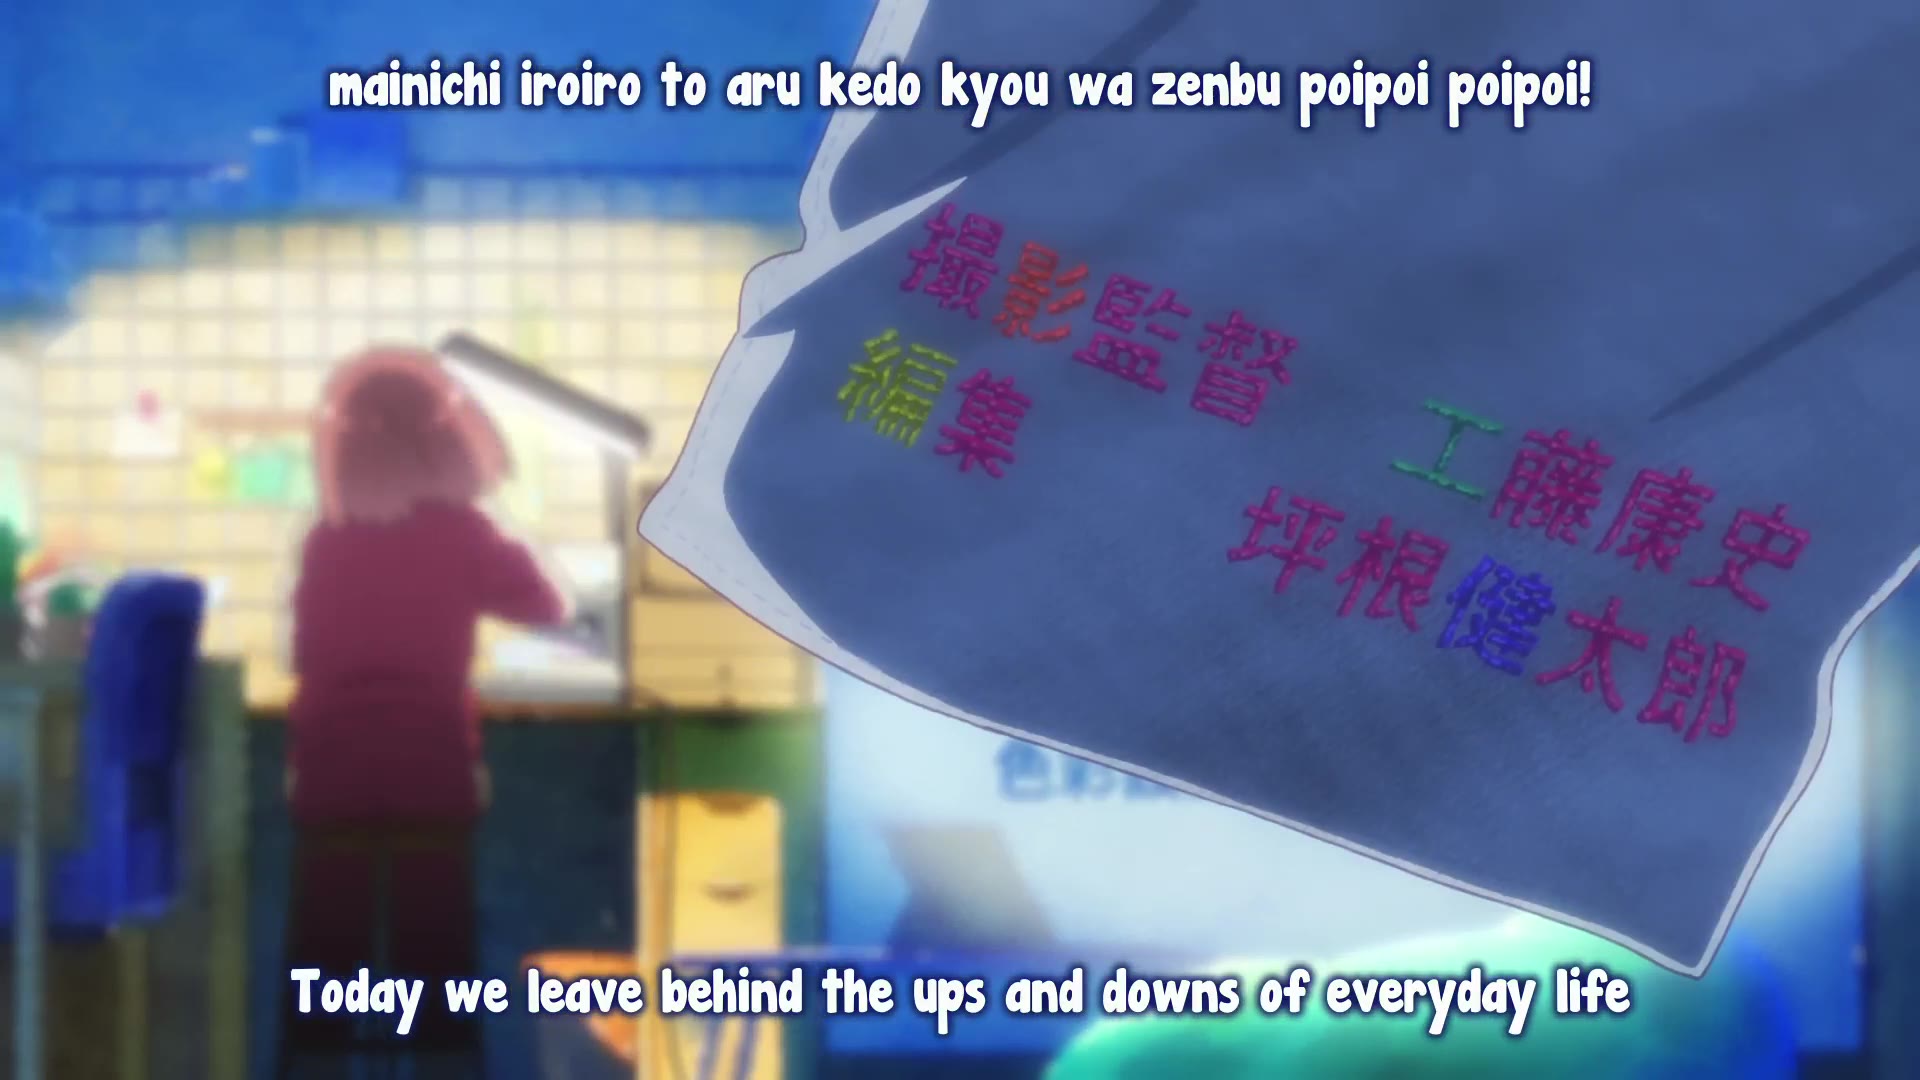 mainichi iroiro to aru kedo kyou wa zenbu poipoi poipoi!
撮影監督 工藤康史
編集 坪根健太郎
Today we leave behind the ups and downs of everyday life